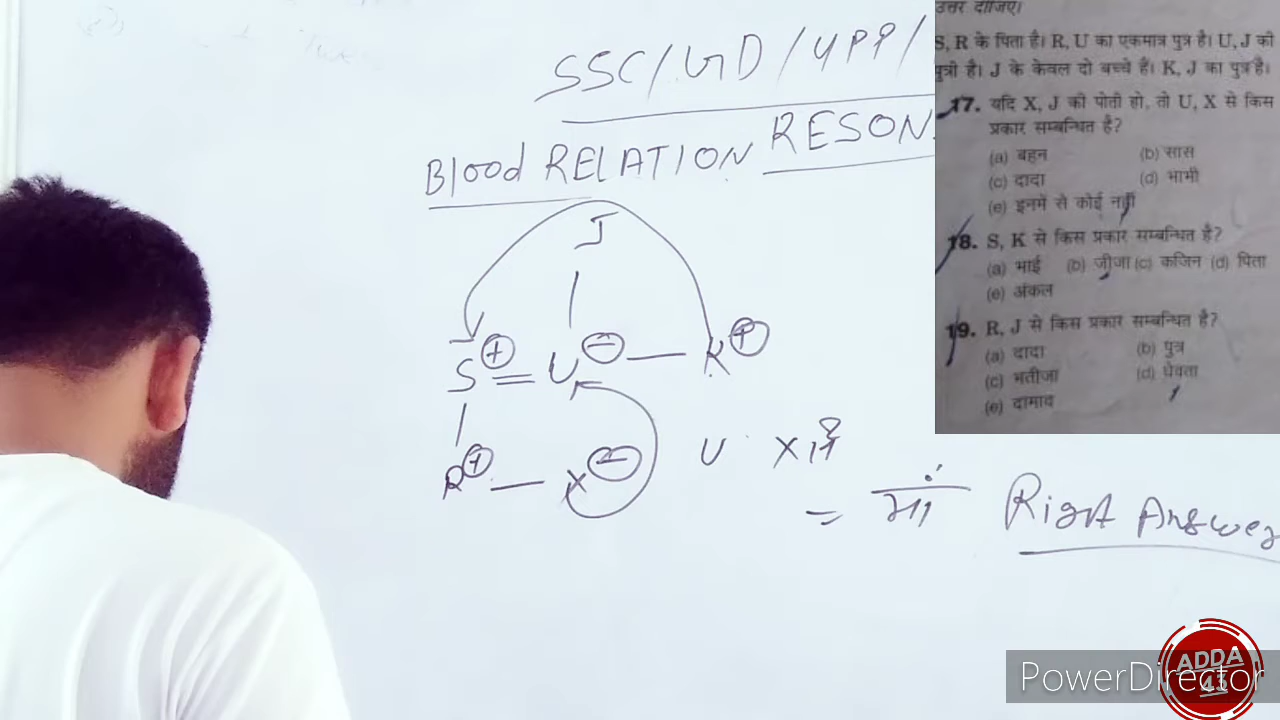 SSC/GD/UPP/
Blood RELATION RESON
J
S + = U - — K +
R + — X -
U X से
= माँ Right Answer
उत्तर दीजिए।
S, R के पिता है। R, U का एकमात्र पुत्र है। U, J की
पुत्री है। J के केवल दो बच्चे हैं। K, J का पुत्र है।
17. यदि X, J की पोती हो, तो U, X से किस
प्रकार सम्बन्धित है?
(a) बहन (b) सास
(c) दादा (d) भाभी
(e) इनमें से कोई नहीं
18. S, K से किस प्रकार सम्बन्धित है?
(a) भाई (b) जीजा (c) कजिन (d) पिता
(e) अंकल
19. R, J से किस प्रकार सम्बन्धित है?
(a) दादा (b) पुत्र
(c) भतीजा (d) धेवता
(e) दामाद
ADDA
43
PowerDirector